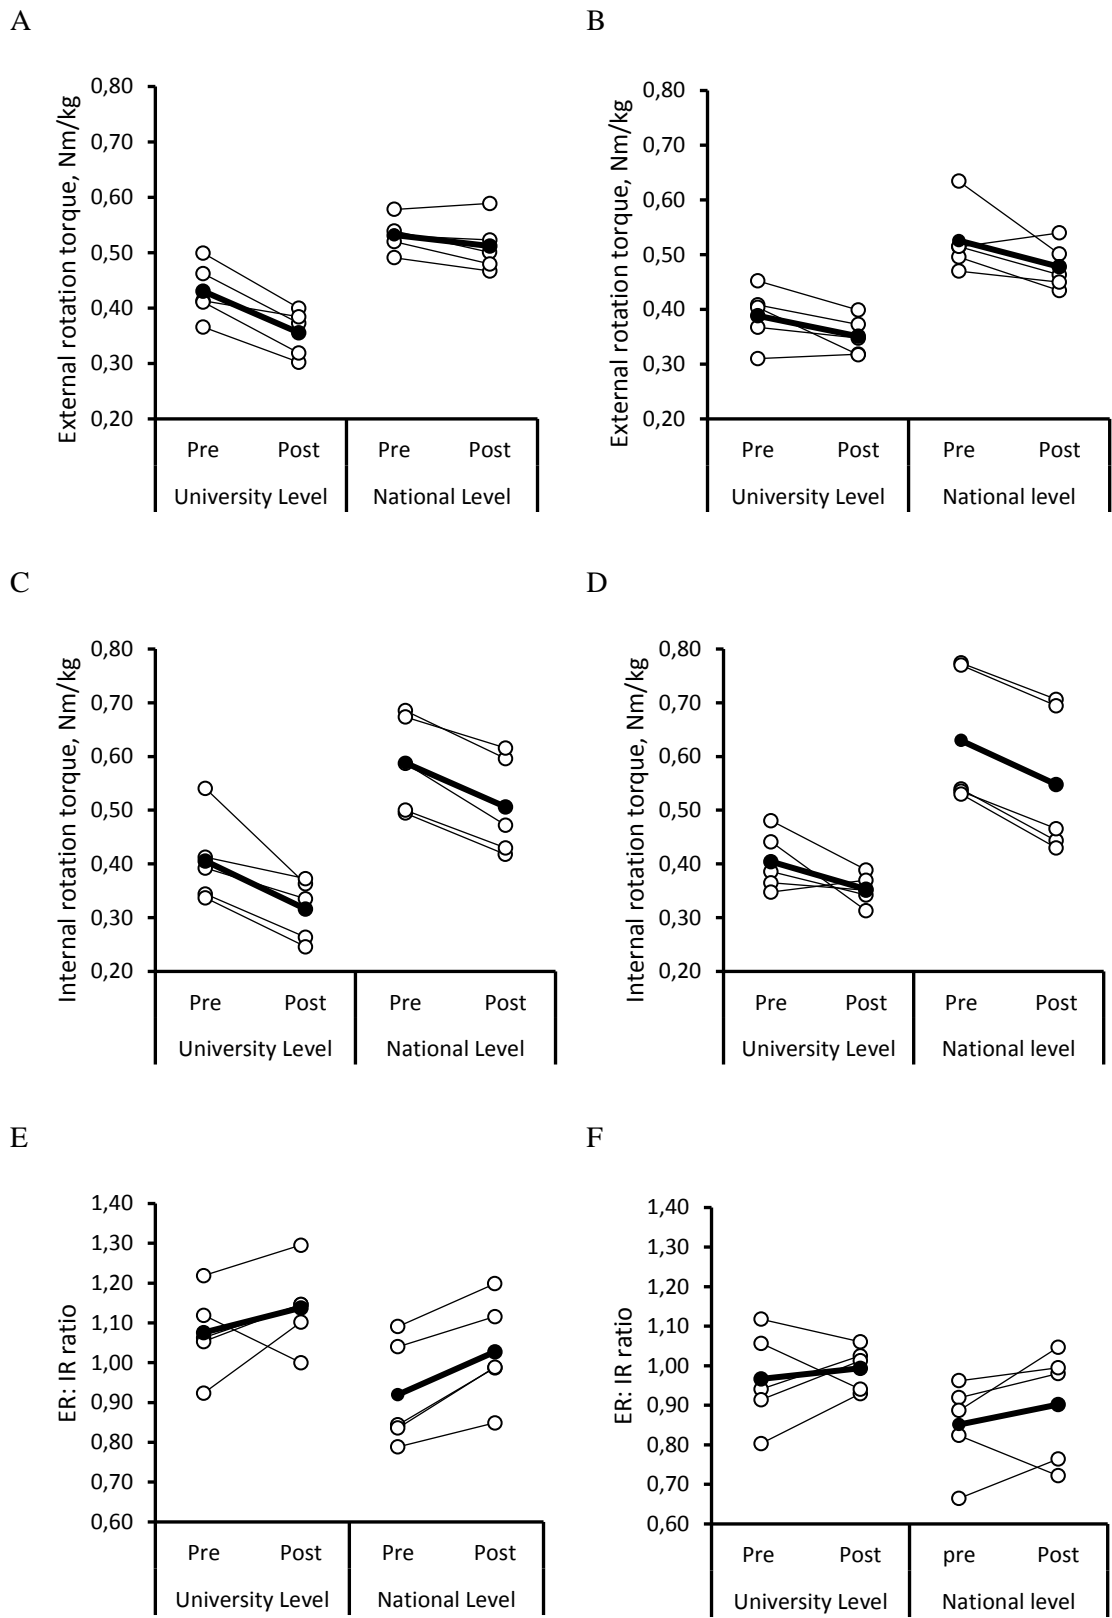 A
B
External rotation torque, Nm/kg
0,80
0,70
0,60
0,50
0,40
0,30
0,20
Pre Post Pre Post
University Level National Level
External rotation torque, Nm/kg
0,80
0,70
0,60
0,50
0,40
0,30
0,20
Pre Post Pre Post
University Level National level
C
D
Internal rotation torque, Nm/kg
0,80
0,70
0,60
0,50
0,40
0,30
0,20
Pre Post Pre Post
University Level National Level
Internal rotation torque, Nm/kg
0,80
0,70
0,60
0,50
0,40
0,30
0,20
Pre Post Pre Post
University Level National level
E
F
ER: IR ratio
1,40
1,30
1,20
1,10
1,00
0,90
0,80
0,70
0,60
Pre Post Pre Post
University Level National Level
ER: IR ratio
1,40
1,30
1,20
1,10
1,00
0,90
0,80
0,70
0,60
Pre Post pre Post
University Level National level